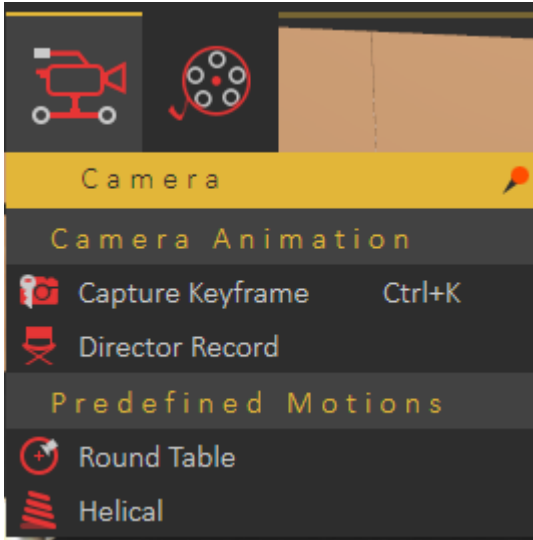 Camera
Camera Animation
Capture Keyframe Ctrl+K
Director Record
Predefined Motions
Round Table
Helical